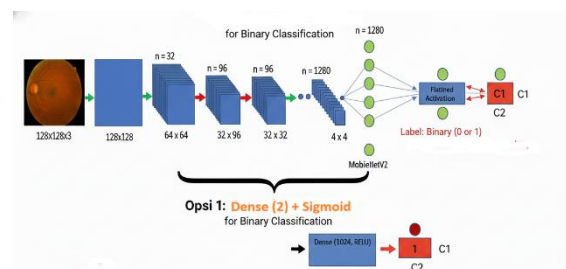 for Binary Classification
n = 1280
n = 32
n = 96
n = 96
n = 1280
Flatined
Activation
C1
C1
C2
128x128x3
128x128
64 x 64
32 x 96
32 x 32
4 x 4
Label: Binary (0 or 1)
MobieNetV2
Opsi 1: Dense (2) + Sigmoid
for Binary Classification
Dense (1024, RELU)
1
C1
C2